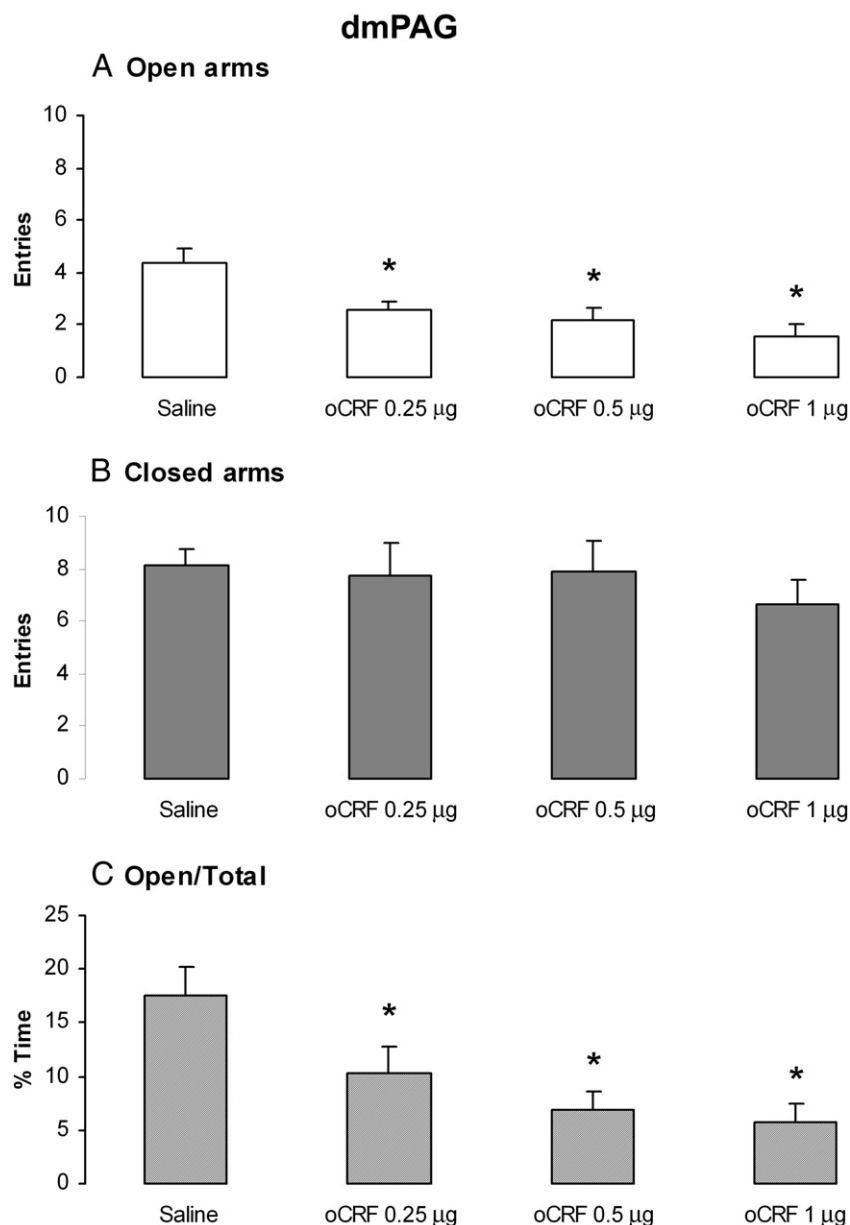 dmPAG
A Open arms
10
8
6
4
2
0
Entries
* * *
Saline oCRF 0.25 μg oCRF 0.5 μg oCRF 1 μg
B Closed arms
10
8
6
4
2
0
Entries
Saline oCRF 0.25 μg oCRF 0.5 μg oCRF 1 μg
C Open/Total
25
20
15
10
5
0
% Time
* * *
Saline oCRF 0.25 μg oCRF 0.5 μg oCRF 1 μg